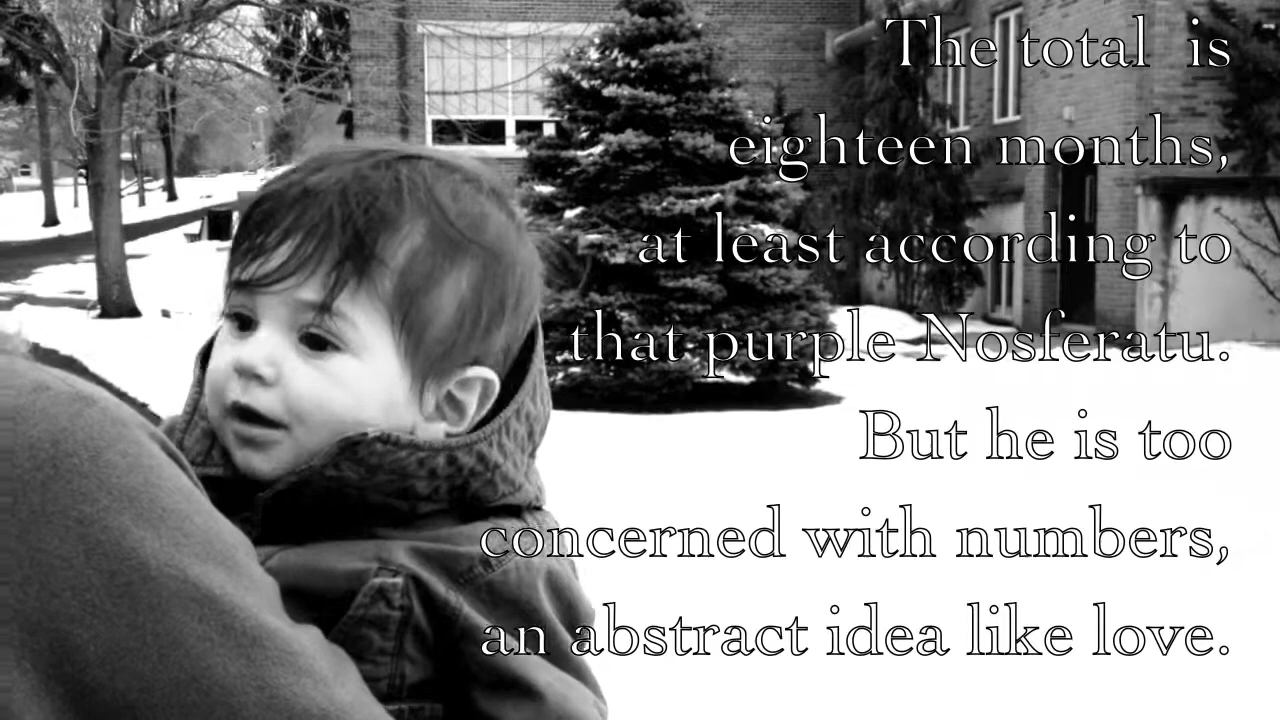 The total is
eighteen months,
at least according to
that purple Nosferatu.
But he is too
concerned with numbers,
an abstract idea like love.